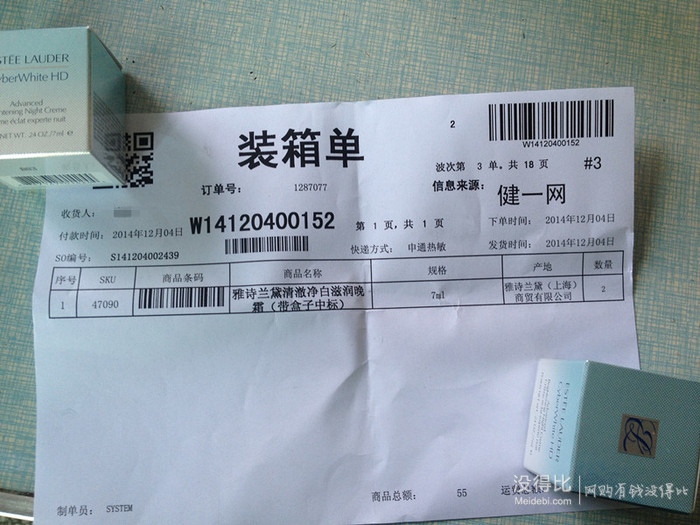 ESTÉE LAUDER
CyberWhite HD
Advanced
Night Creme
éclat experte nuit
NET WT. .24 OZ./7ml e
装箱单
2
W14120400152
波次第 3 单，共 18 页 #3
订单号： 1287077
信息来源： 健一网
收货人：
W14120400152
第 1 页，共 1 页
付款时间： 2014年12月04日
下单时间： 2014年12月04日
SO编号： S141204002439
快递方式： 申通热敏
发货时间： 2014年12月04日
序号 SKU 商品条码 商品名称 规格 产地 数量
1 47090 雅诗兰黛清澈净白滋润晚霜（带盒子中标） 7ml 雅诗兰黛（上海）商贸有限公司 2
ESTEE LAUDER
CyberWhite HD
制单员： SYSTEM
商品总额： 55
没得比
Meidebi.com
网购有钱没得比